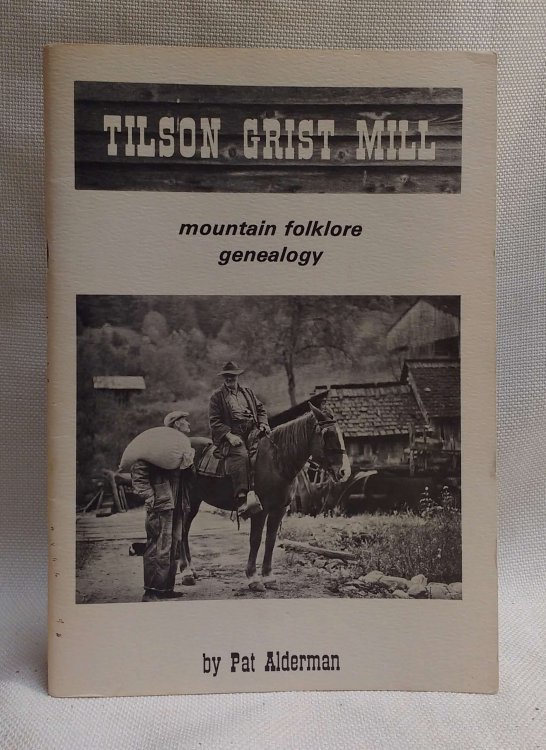 TILSON GRIST MILL
mountain folklore
genealogy
by Pat Alderman